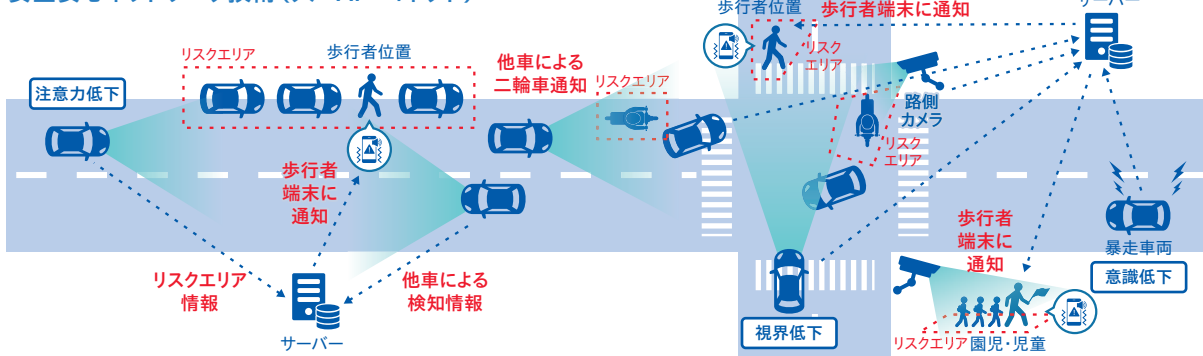 歩行者位置
歩行者端末に通知
リスクエリア
歩行者位置
他車による
二輪車通知
リスクエリア
リスク
エリア
注意力低下
路側
カメラ
リスク
エリア
歩行者
端末に
通知
歩行者
端末に
通知
暴走車両
意識低下
リスクエリア
情報
他車による
検知情報
視界低下
サーバー
リスクエリア
園児・児童